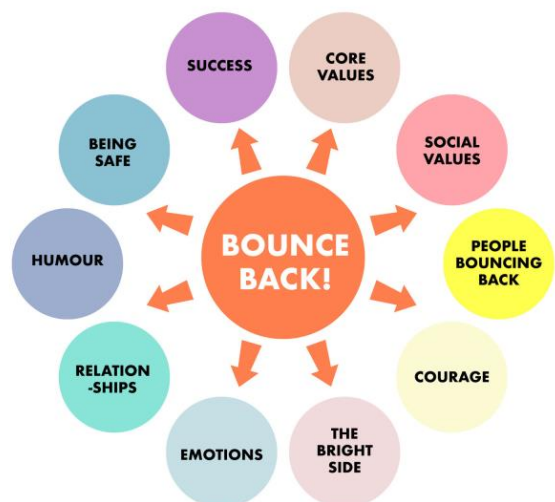 SUCCESS
CORE
VALUES
BEING
SAFE
SOCIAL
VALUES
HUMOUR
BOUNCE
BACK!
PEOPLE
BOUNCING
BACK
RELATION
-SHIPS
COURAGE
EMOTIONS
THE
BRIGHT
SIDE